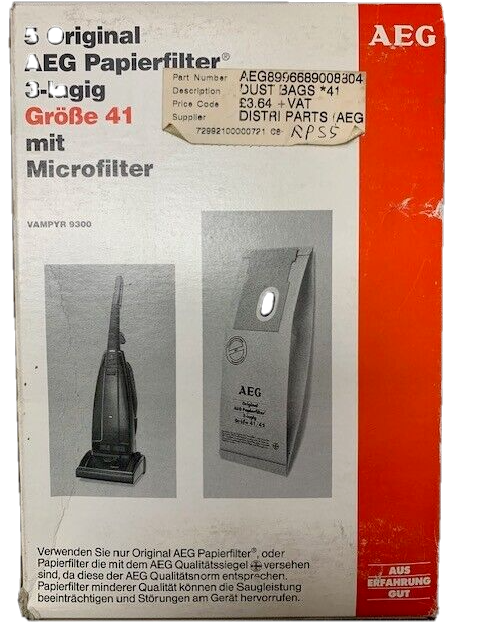 5 Original
AEG Papierfilter®
3-lagig
Größe 41
mit
Microfilter
VAMPYR 9300
AEG
Part Number AEG8996689008304
Description DUST BAGS *41
Price Code £3.64 +VAT
Supplier DISTRI PARTS (AEG
72992100000721 C8 RPS5
AEG
Original
AEG Papierfilter
3-lagig
Größe 41
Verwenden Sie nur Original AEG Papierfilter®, oder
Papierfilter die mit dem AEG Qualitätssiegel versehen
sind, da diese der AEG Qualitätsnorm entsprechen.
Papierfilter minderer Qualität können die Saugleistung
beeinträchtigen und Störungen am Gerät hervorrufen.
AUS
ERFAHRUNG
GUT